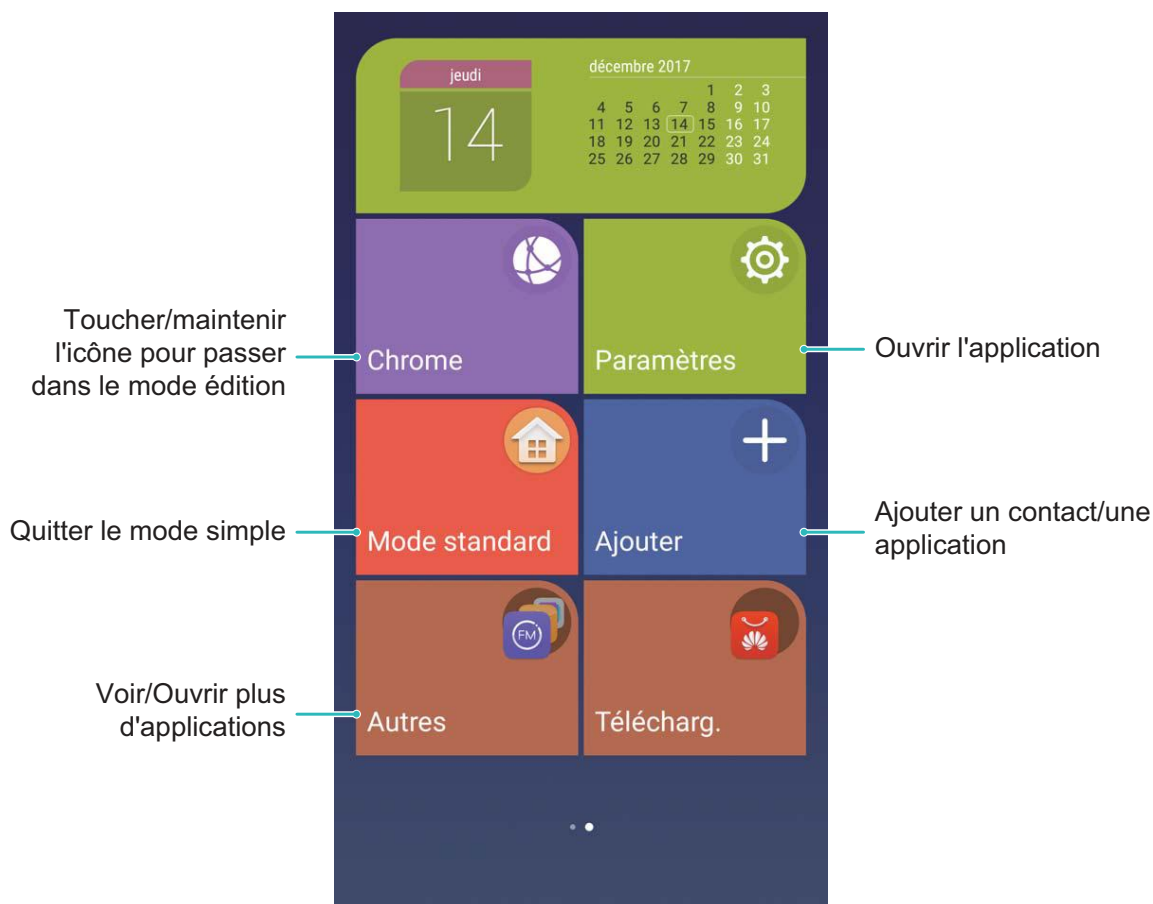 jeudi
14
décembre 2017
1 2 3
4 5 6 7 8 9 10
11 12 13 14 15 16 17
18 19 20 21 22 23 24
25 26 27 28 29 30 31
Toucher/maintenir
l'icône pour passer
dans le mode édition
Chrome
Paramètres
Ouvrir l'application
Quitter le mode simple
Mode standard
Ajouter
Ajouter un contact/une
application
Voir/Ouvrir plus
d'applications
FM
Autres
Télécharg.